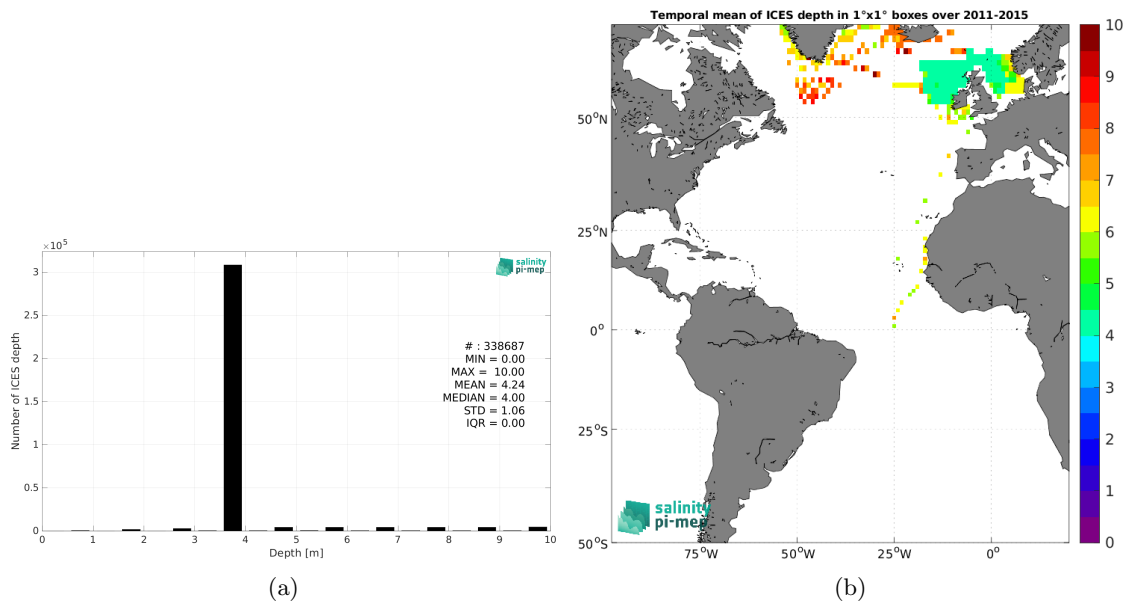 ×10⁵
3
2.5
2
1.5
1
0.5
0
Number of ICES depth
salinity
pi-mep
# : 338687
MIN = 0.00
MAX = 10.00
MEAN = 4.24
MEDIAN = 4.00
STD = 1.06
IQR = 0.00
0 1 2 3 4 5 6 7 8 9 10
Depth [m]
(a)
Temporal mean of ICES depth in 1°x1° boxes over 2011-2015
50°N
25°N
0°
25°S
50°S
75°W 50°W 25°W 0°
salinity
pi-mep
10
9
8
7
6
5
4
3
2
1
0
(b)